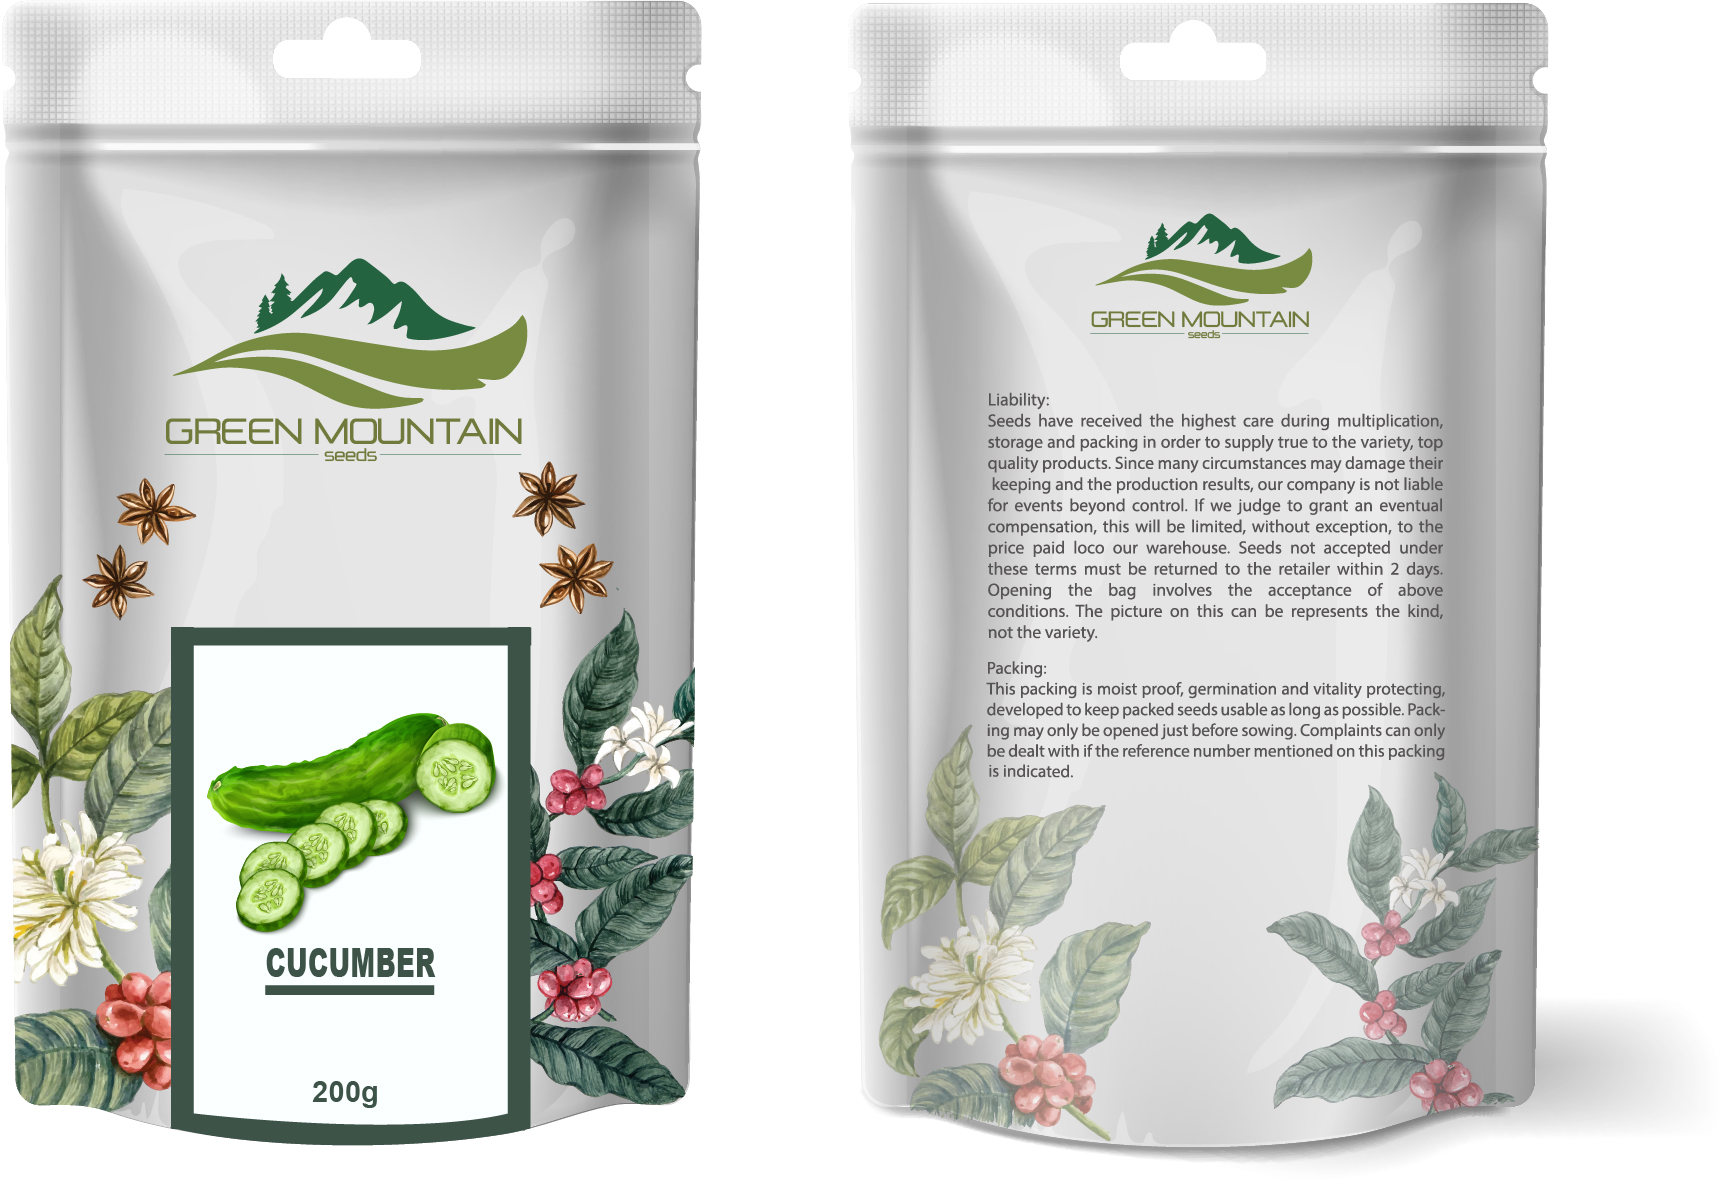 GREEN MOUNTAIN
seeds
CUCUMBER
200g
GREEN MOUNTAIN
seeds
Liability:
Seeds have received the highest care during multiplication,
storage and packing in order to supply true to the variety, top
quality products. Since many circumstances may damage their
keeping and the production results, our company is not liable
for events beyond control. If we judge to grant an eventual
compensation, this will be limited, without exception, to the
price paid loco our warehouse. Seeds not accepted under
these terms must be returned to the retailer within 2 days.
Opening the bag involves the acceptance of above
conditions. The picture on this can be represents the kind,
not the variety.
Packing:
This packing is moist proof, germination and vitality protecting,
developed to keep packed seeds usable as long as possible. Pack-
ing may only be opened just before sowing. Complaints can only
be dealt with if the reference number mentioned on this packing
is indicated.